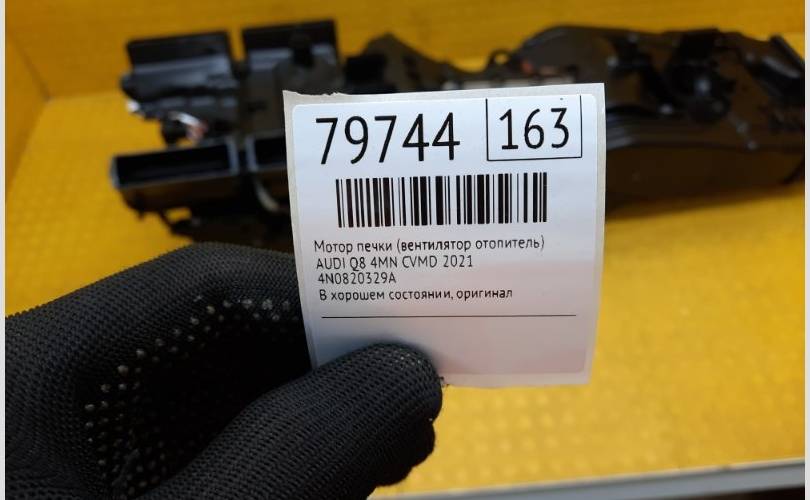 79744 163
Мотор печки (вентилятор отопитель)
AUDI Q8 4MN CVMD 2021
4N0820329A
В хорошем состоянии, оригинал